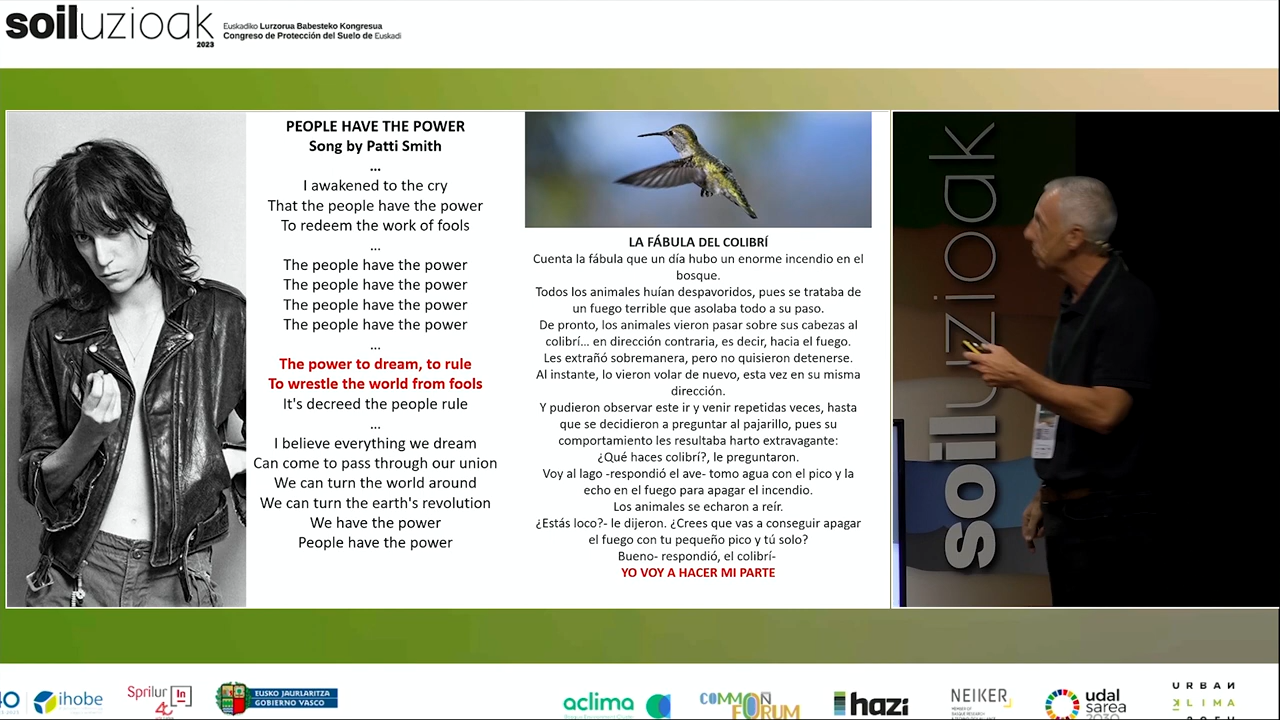 soiluzioak
2023
Euskadiko Lurzorua Babesteko Kongresua
Congreso de Protección del Suelo de Euskadi
PEOPLE HAVE THE POWER
Song by Patti Smith
...
I awakened to the cry
That the people have the power
To redeem the work of fools
...
The people have the power
The people have the power
The people have the power
The people have the power
...
The power to dream, to rule
To wrestle the world from fools
It's decreed the people rule
...
I believe everything we dream
Can come to pass through our union
We can turn the world around
We can turn the earth's revolution
We have the power
People have the power
LA FÁBULA DEL COLIBRÍ
Cuenta la fábula que un día hubo un enorme incendio en el
bosque.
Todos los animales huían despavoridos, pues se trataba de
un fuego terrible que asolaba todo a su paso.
De pronto, los animales vieron pasar sobre sus cabezas al
colibrí... en dirección contraria, es decir, hacia el fuego.
Les extrañó sobremanera, pero no quisieron detenerse.
Al instante, lo vieron volar de nuevo, esta vez en su misma
dirección.
Y pudieron observar este ir y venir repetidas veces, hasta
que se decidieron a preguntar al pajarillo, pues su
comportamiento les resultaba harto extravagante:
¿Qué haces colibrí?, le preguntaron.
Voy al lago -respondió el ave- tomo agua con el pico y la
echo en el fuego para apagar el incendio.
Los animales se echaron a reír.
¿Estás loco?- le dijeron. ¿Crees que vas a conseguir apagar
el fuego con tu pequeño pico y tú solo?
Bueno- respondió, el colibrí-
YO VOY A HACER MI PARTE
soiluzioak
ihobe
Sprilur
EUSKO JAURLARITZA
GOBIERNO VASCO
aclima
COMMON
FORUM
hazi
NEIKER
udal
sarea
2030
URBAN
KLIMA